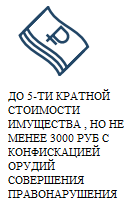 ₽
ДО 5-ТИ КРАТНОЙ
СТОИМОСТИ
ИМУЩЕСТВА , НО НЕ
МЕНЕЕ 3000 РУБ С
КОНФИСКАЦИЕЙ
ОРУДИЙ
СОВЕРШЕНИЯ
ПРАВОНАРУШЕНИЯ